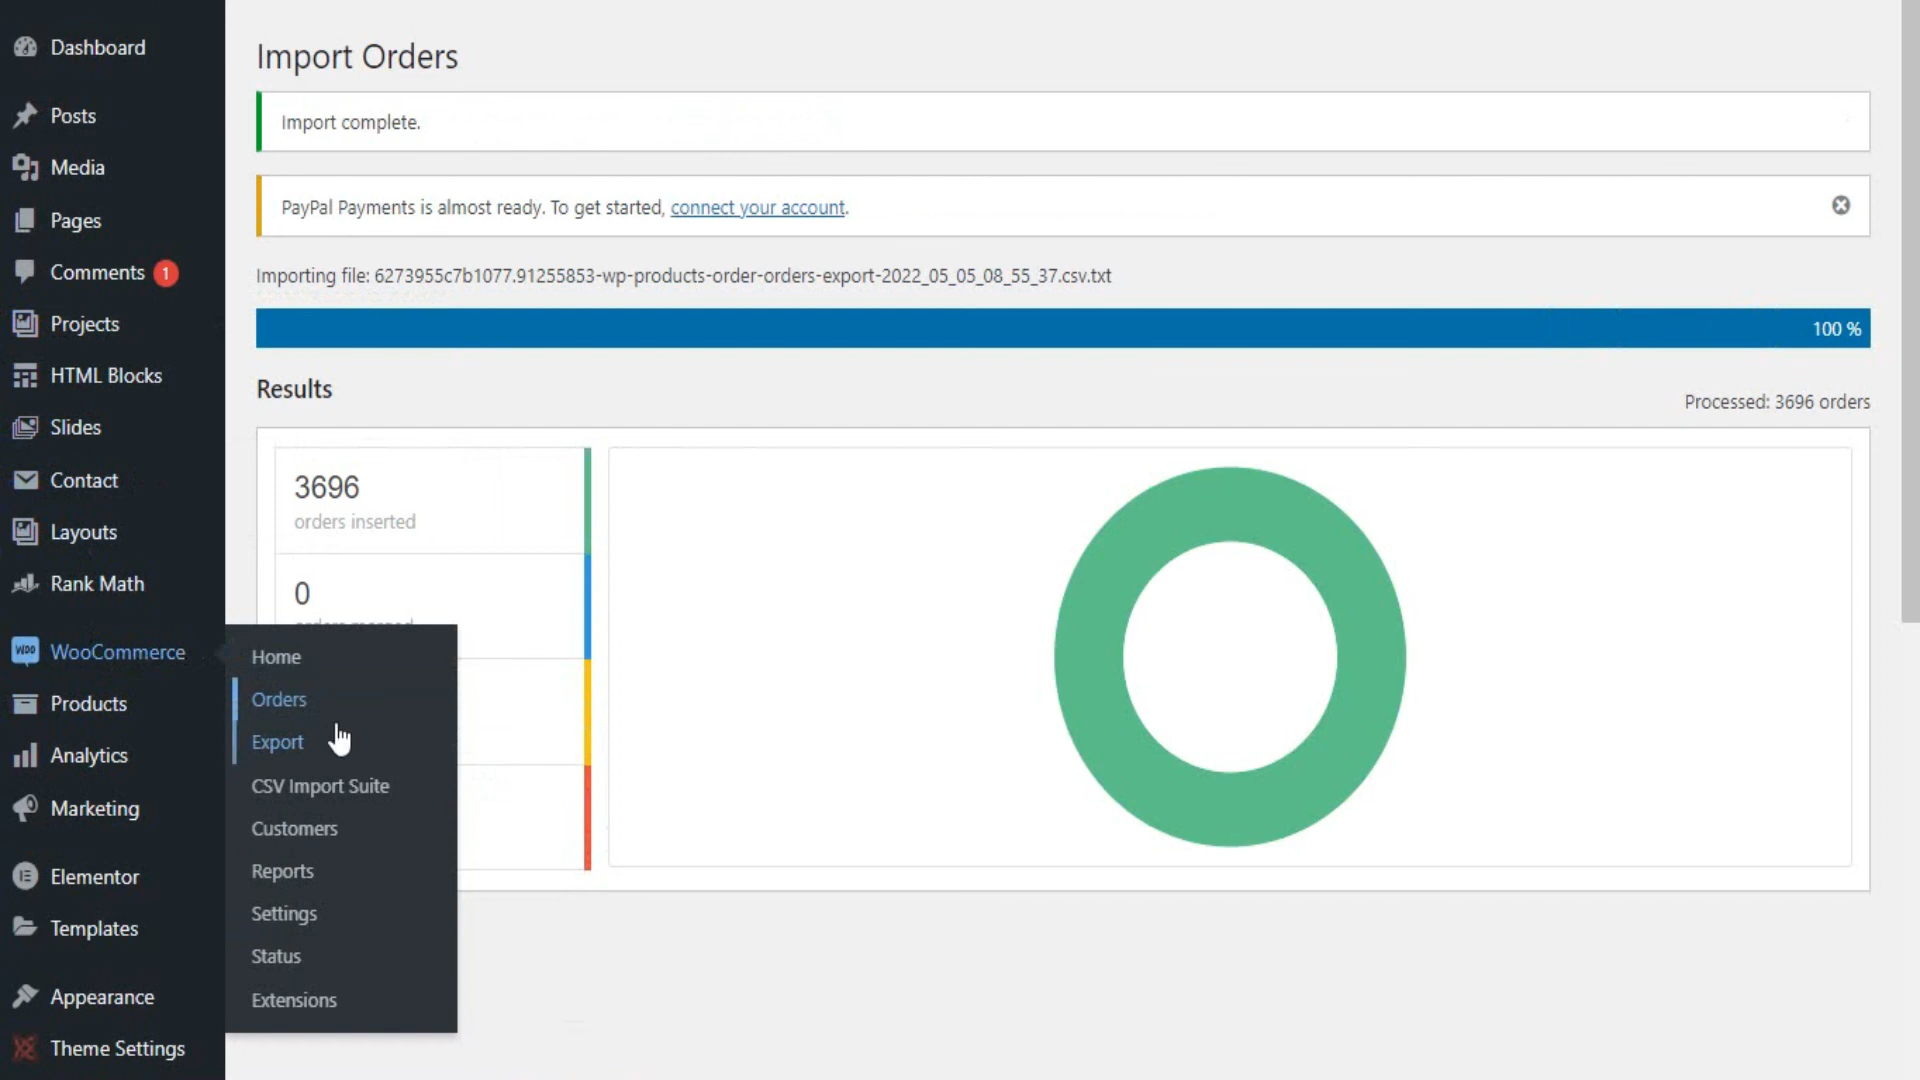 Dashboard
Posts
Media
Pages
Comments 1
Projects
HTML Blocks
Slides
Contact
Layouts
Rank Math
WOO WooCommerce
Products
Analytics
Marketing
Elementor
Templates
Appearance
Theme Settings
Home
Orders
Export
CSV Import Suite
Customers
Reports
Settings
Status
Extensions
Import Orders
Import complete.
PayPal Payments is almost ready. To get started, connect your account.
Importing file: 6273955c7b1077.91255853-wp-products-order-orders-export-2022_05_05_08_55_37.csv.txt
100 %
Results
Processed: 3696 orders
3696
orders inserted
0